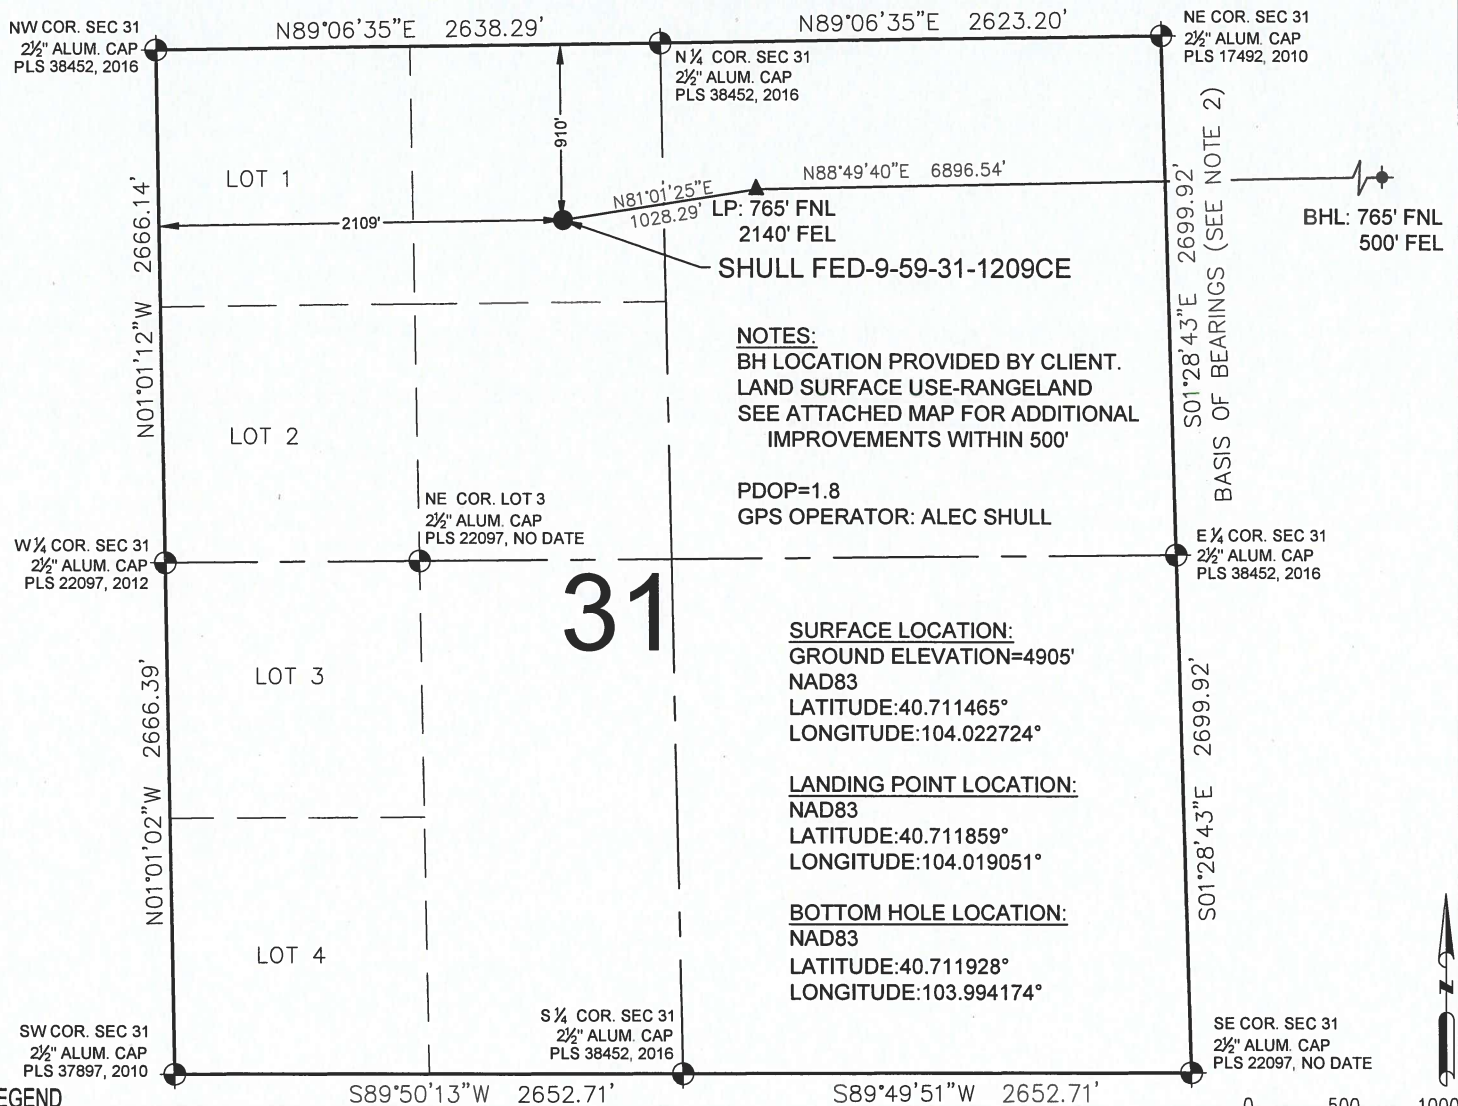 N89°06'35"E 2638.29'
N89°06'35"E 2623.20'
NW COR. SEC 31
2½" ALUM. CAP
PLS 38452, 2016
N ¼ COR. SEC 31
2½" ALUM. CAP
PLS 38452, 2016
NE COR. SEC 31
2½" ALUM. CAP
PLS 17492, 2010
910'
LOT 1
N88°49'40"E 6896.54'
N81°01'25"E
1028.29'
LP: 765' FNL
2140' FEL
2109'
BHL: 765' FNL
500' FEL
SHULL FED-9-59-31-1209CE
N01°01'12"W 2666.14'
S01°28'43"E 2699.92'
BASIS OF BEARINGS (SEE NOTE 2)
NOTES:
BH LOCATION PROVIDED BY CLIENT.
LAND SURFACE USE-RANGELAND
SEE ATTACHED MAP FOR ADDITIONAL
IMPROVEMENTS WITHIN 500'
LOT 2
PDOP=1.8
GPS OPERATOR: ALEC SHULL
NE COR. LOT 3
2½" ALUM. CAP
PLS 22097, NO DATE
W ¼ COR. SEC 31
2½" ALUM. CAP
PLS 22097, 2012
E ¼ COR. SEC 31
2½" ALUM. CAP
PLS 38452, 2016
31
SURFACE LOCATION:
GROUND ELEVATION=4905'
NAD83
LATITUDE:40.711465°
LONGITUDE:104.022724°
LOT 3
N01°01'02"W 2666.39'
S01°28'43"E 2699.92'
LANDING POINT LOCATION:
NAD83
LATITUDE:40.711859°
LONGITUDE:104.019051°
BOTTOM HOLE LOCATION:
NAD83
LATITUDE:40.711928°
LONGITUDE:103.994174°
LOT 4
N
SW COR. SEC 31
2½" ALUM. CAP
PLS 37897, 2010
S ¼ COR. SEC 31
2½" ALUM. CAP
PLS 38452, 2016
SE COR. SEC 31
2½" ALUM. CAP
PLS 22097, NO DATE
EGEND
S89°50'13"W 2652.71'
S89°49'51"W 2652.71'
0 500 1000